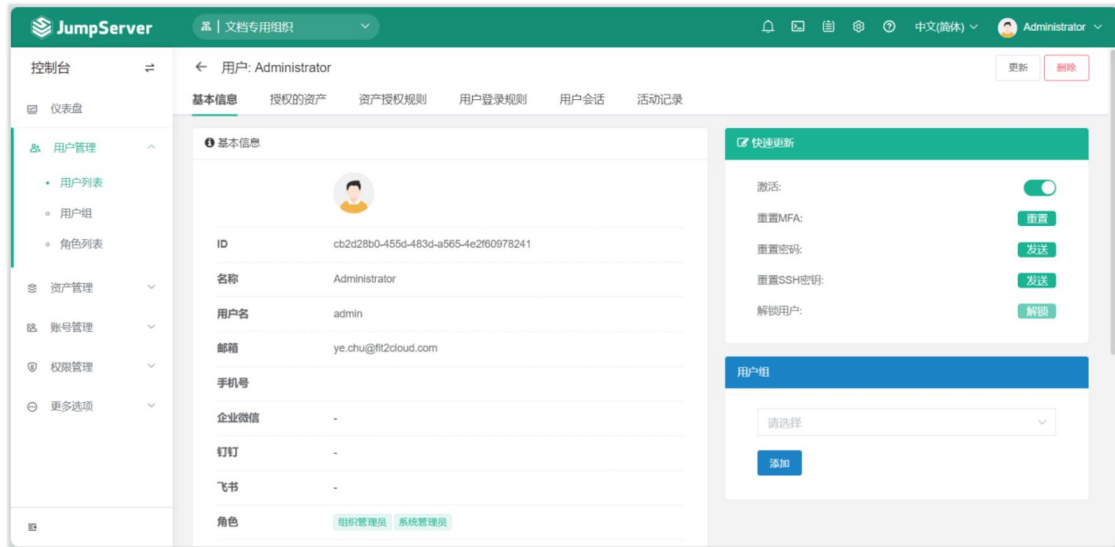 JumpServer
文档专用组织
中文(简体)
Administrator
控制台
用户: Administrator
更新
删除
仪表盘
基本信息
授权的资产
资产授权规则
用户登录规则
用户会话
活动记录
用户管理
用户列表
用户组
角色列表
资产管理
账号管理
权限管理
更多选项
基本信息
ID
cb2d28b0-455d-483d-a565-4e2f60978241
名称
Administrator
用户名
admin
邮箱
ye.chu@fit2cloud.com
手机号
企业微信
-
钉钉
-
飞书
-
角色
组织管理员 系统管理员
快速更新
激活:
重置MFA:
重置
重置密码:
发送
重置SSH密钥:
发送
解锁用户:
解锁
用户组
请选择
添加